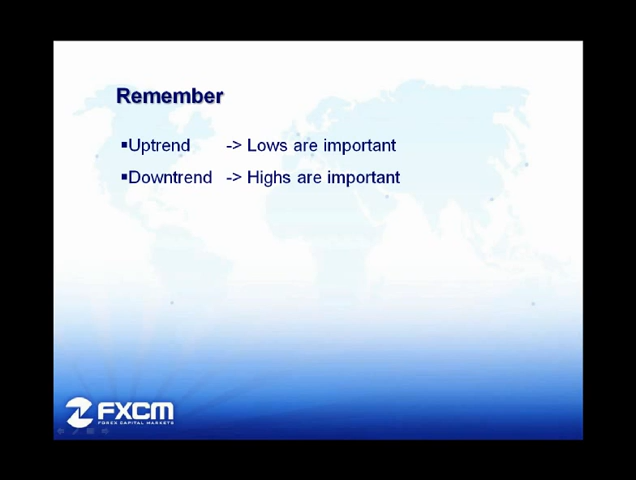 Remember
▪Uptrend -> Lows are important
▪Downtrend -> Highs are important
FXCM
FOREX CAPITAL MARKETS